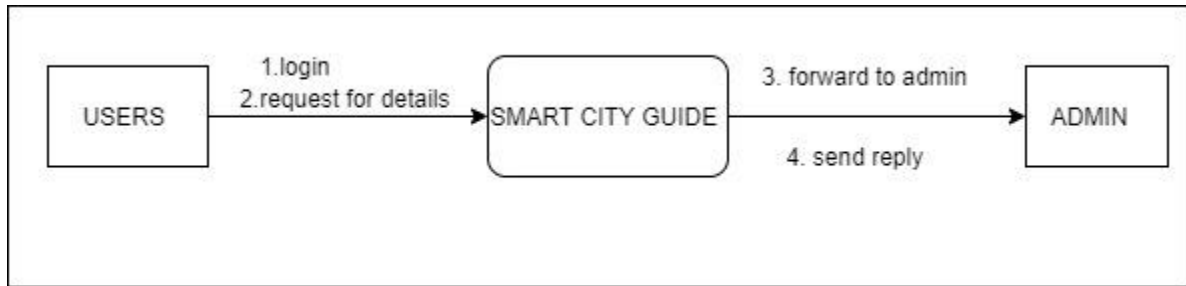 USERS
1.login
2.request for details
SMART CITY GUIDE
3. forward to admin
4. send reply
ADMIN